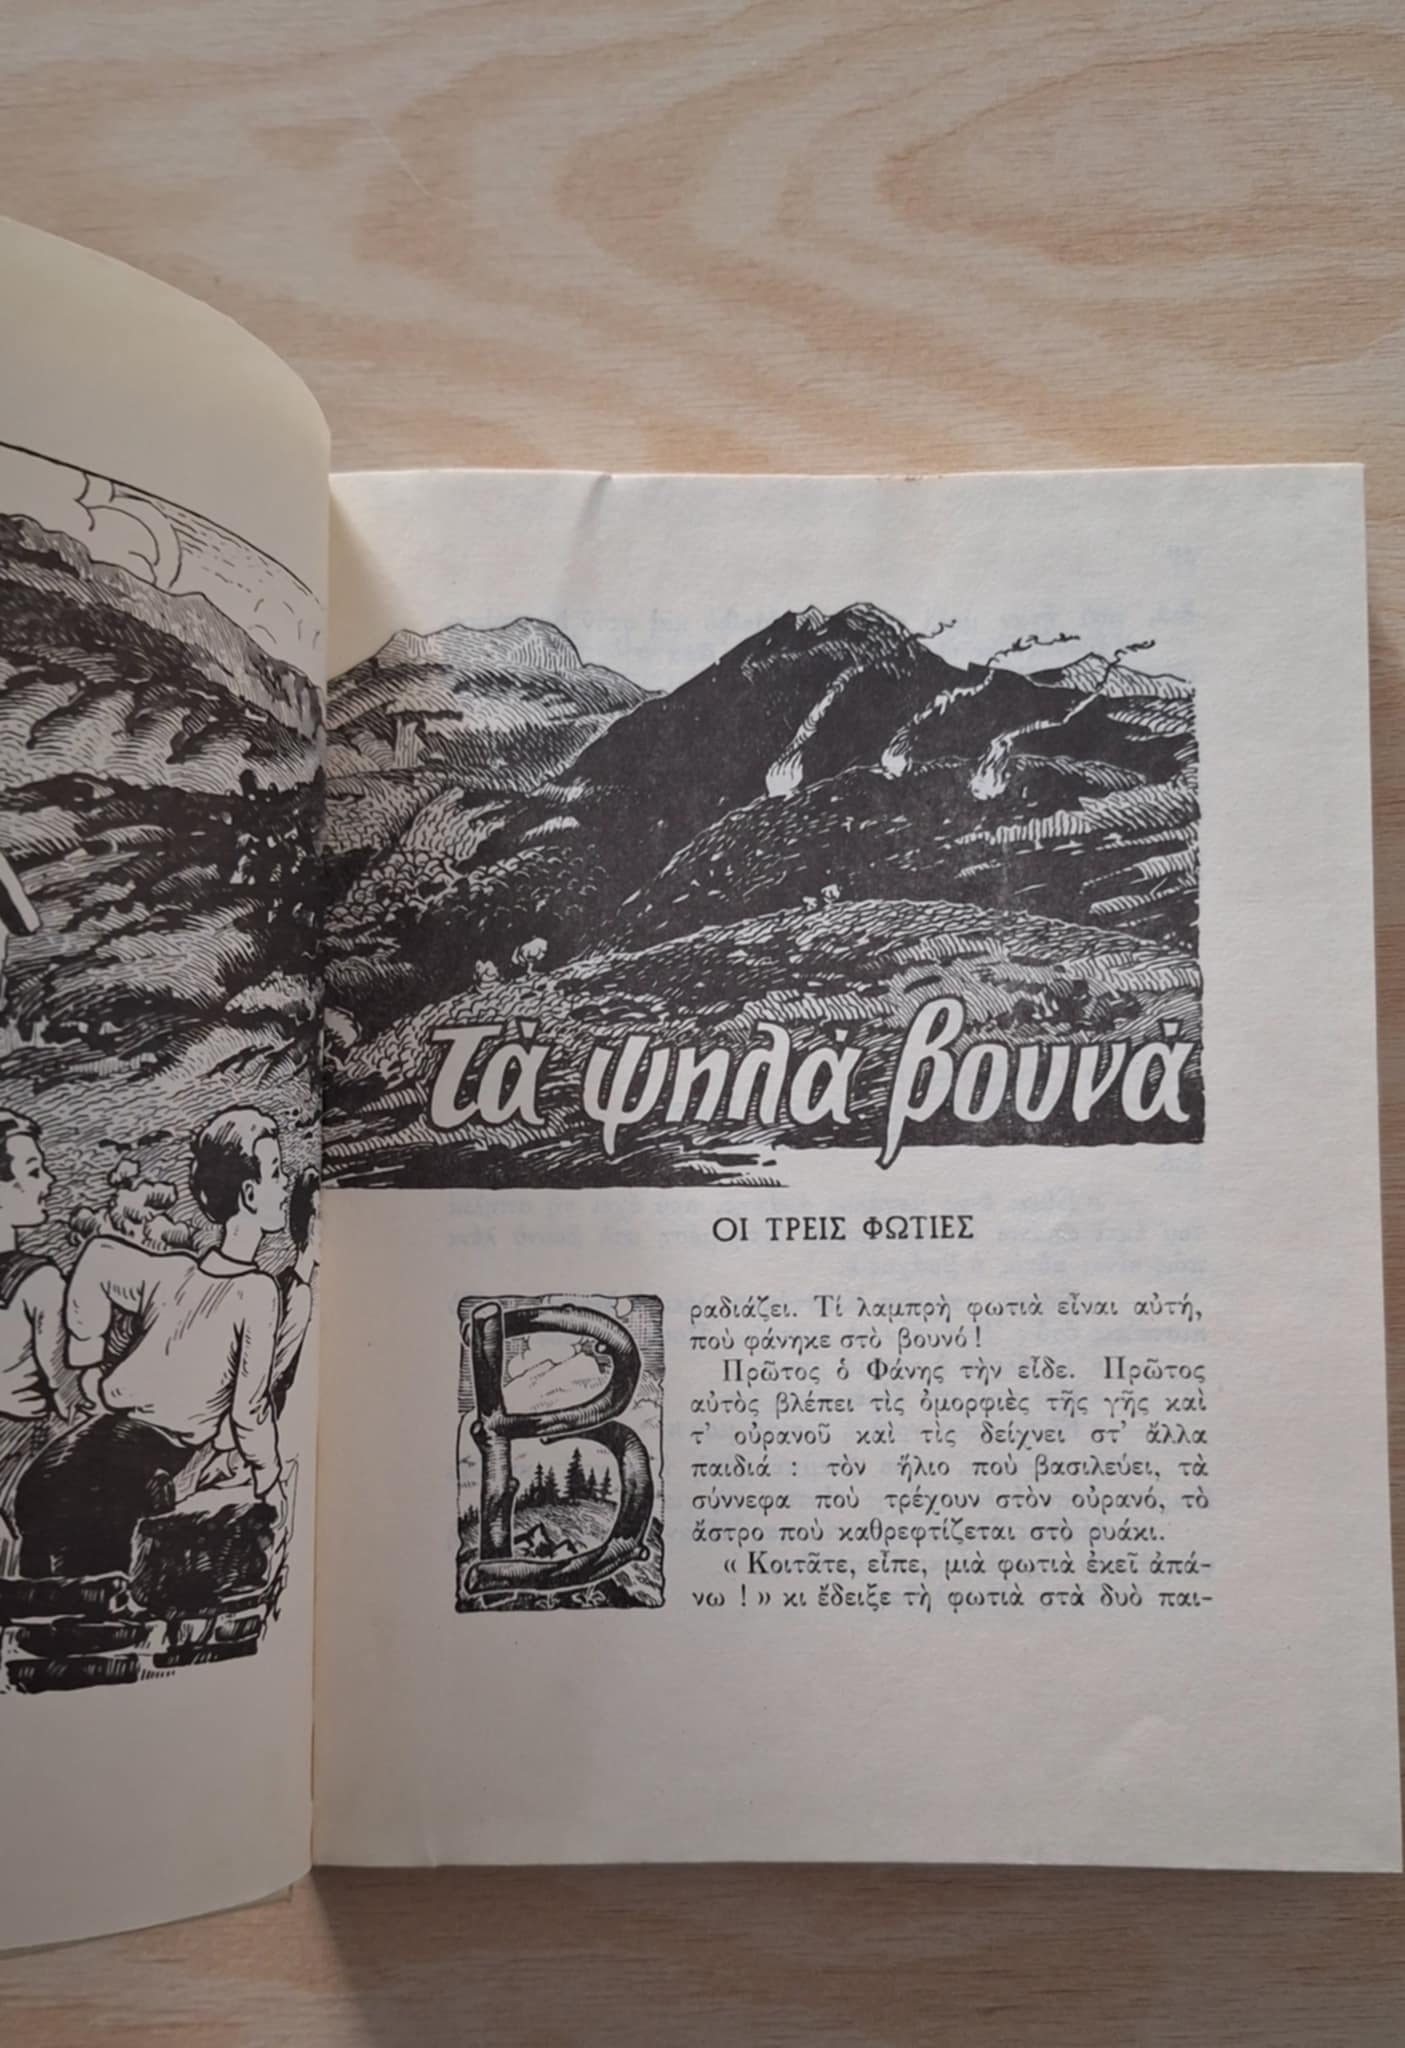 Τὰ ψηλὰ βουνὰ
ΟΙ ΤΡΕΙΣ ΦΩΤΙΕΣ
Βραδιάζει. Τί λαμπρὴ φωτιὰ εἶναι αὐτή,
ποὺ φάνηκε στὸ βουνό !
Πρῶτος ὁ Φάνης τὴν εἶδε. Πρῶτος
αὐτὸς βλέπει τὶς ὀμορφιὲς τῆς γῆς καὶ
τ’ οὐρανοῦ καὶ τὶς δείχνει στ’ ἄλλα
παιδιά : τὸν ἥλιο ποὺ βασιλεύει, τὰ
σύννεφα ποὺ τρέχουν στὸν οὐρανό, τὸ
ἄστρο ποὺ καθρεφτίζεται στὸ ρυάκι.
« Κοιτᾶτε, εἶπε, μιὰ φωτιὰ ἐκεῖ ἀπά-
νω ! » κι ἔδειξε τὴ φωτιὰ στὰ δυὸ παι-